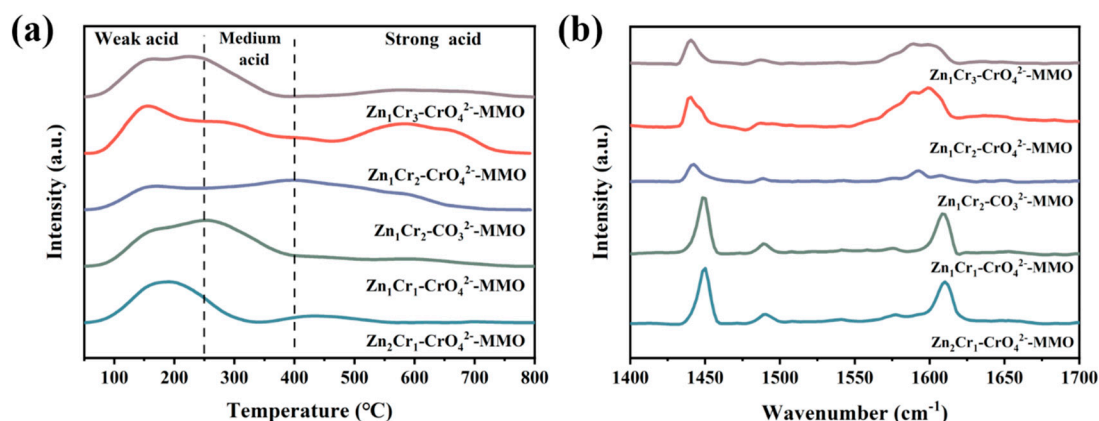 (a)
Weak acid
Medium
acid
Strong acid
Zn₁Cr₃-CrO₄²⁻-MMO
Zn₁Cr₂-CrO₄²⁻-MMO
Zn₁Cr₂-CO₃²⁻-MMO
Zn₁Cr₁-CrO₄²⁻-MMO
Zn₂Cr₁-CrO₄²⁻-MMO
Intensity (a.u.)
100 200 300 400 500 600 700 800
Temperature (°C)
(b)
Zn₁Cr₃-CrO₄²⁻-MMO
Zn₁Cr₂-CrO₄²⁻-MMO
Zn₁Cr₂-CO₃²⁻-MMO
Zn₁Cr₁-CrO₄²⁻-MMO
Zn₂Cr₁-CrO₄²⁻-MMO
Intensity (a.u.)
1400 1450 1500 1550 1600 1650 1700
Wavenumber (cm⁻¹)